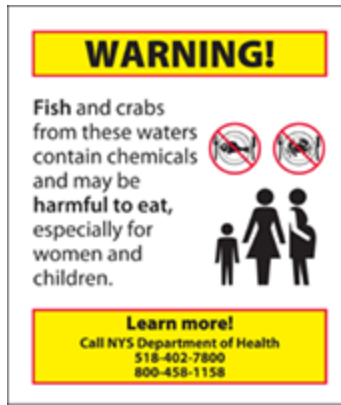 WARNING!
Fish and crabs
from these waters
contain chemicals
and may be
harmful to eat,
especially for
women and
children.
Learn more!
Call NYS Department of Health
518-402-7800
800-458-1158